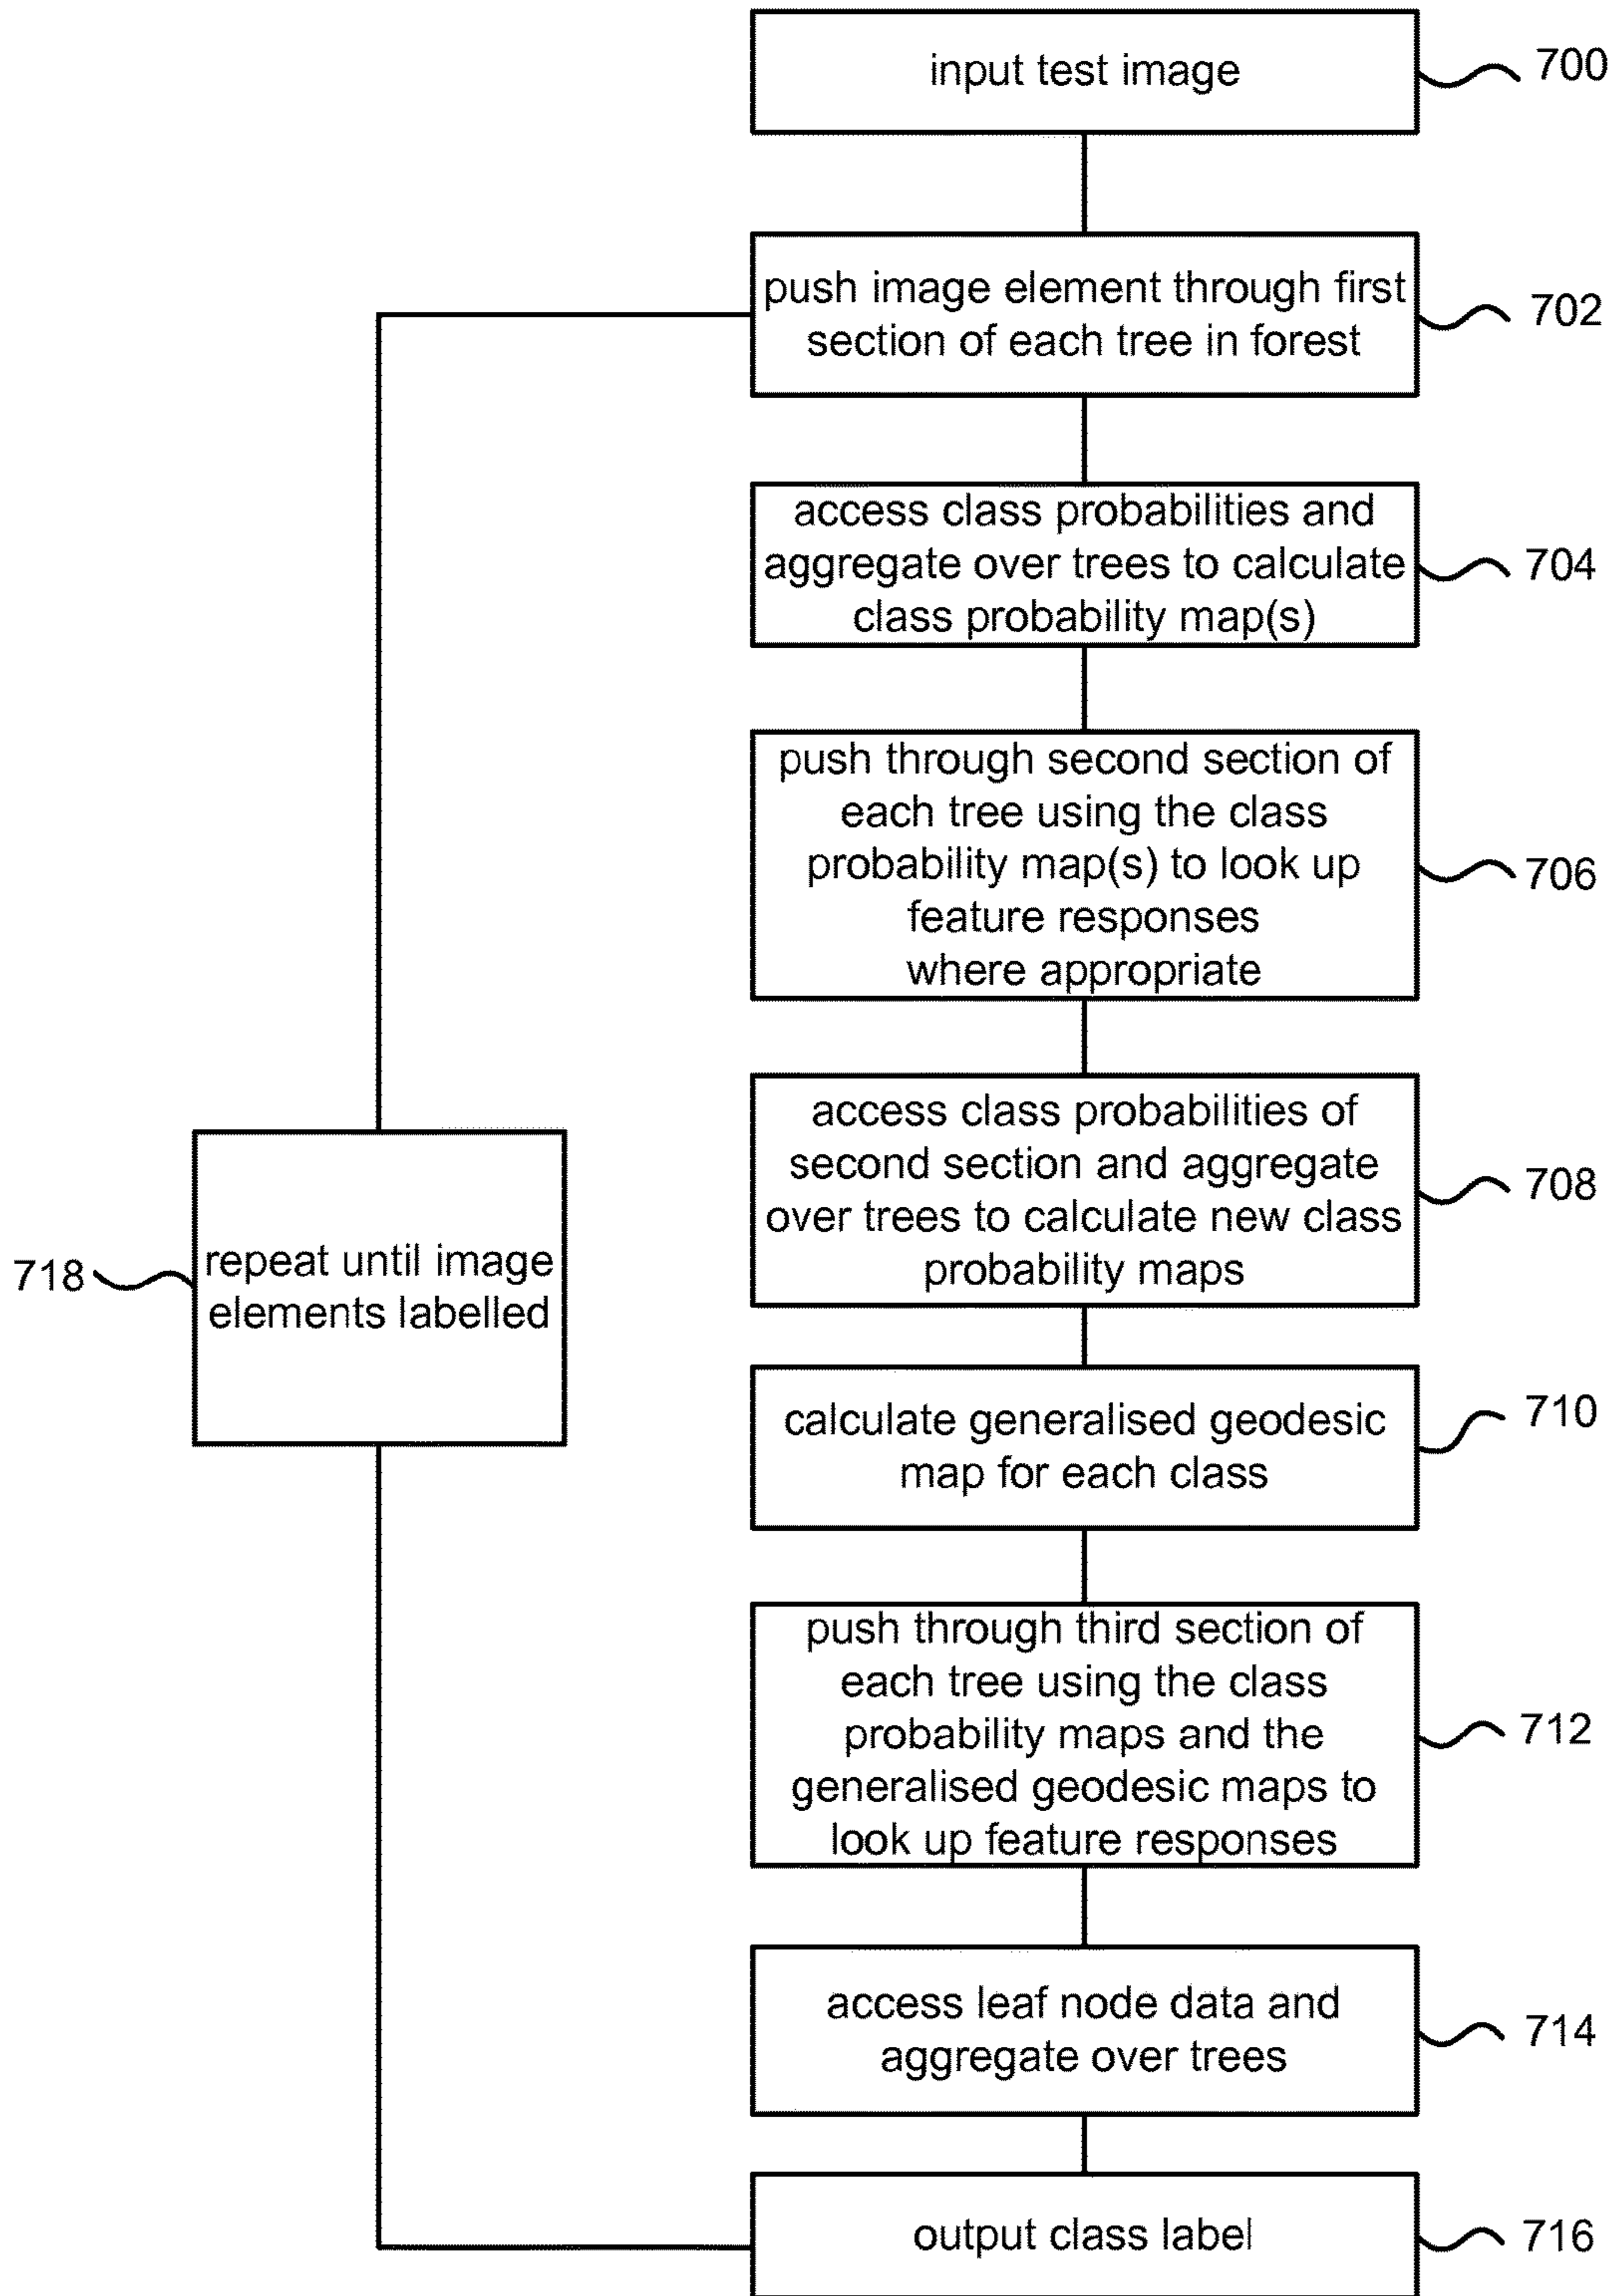 input test image
700
push image element through first
section of each tree in forest
702
access class probabilities and
aggregate over trees to calculate
class probability map(s)
704
push through second section of
each tree using the class
probability map(s) to look up
feature responses
where appropriate
706
access class probabilities of
second section and aggregate
over trees to calculate new class
probability maps
708
718
repeat until image
elements labelled
calculate generalised geodesic
map for each class
710
push through third section of
each tree using the class
probability maps and the
generalised geodesic maps to
look up feature responses
712
access leaf node data and
aggregate over trees
714
output class label
716